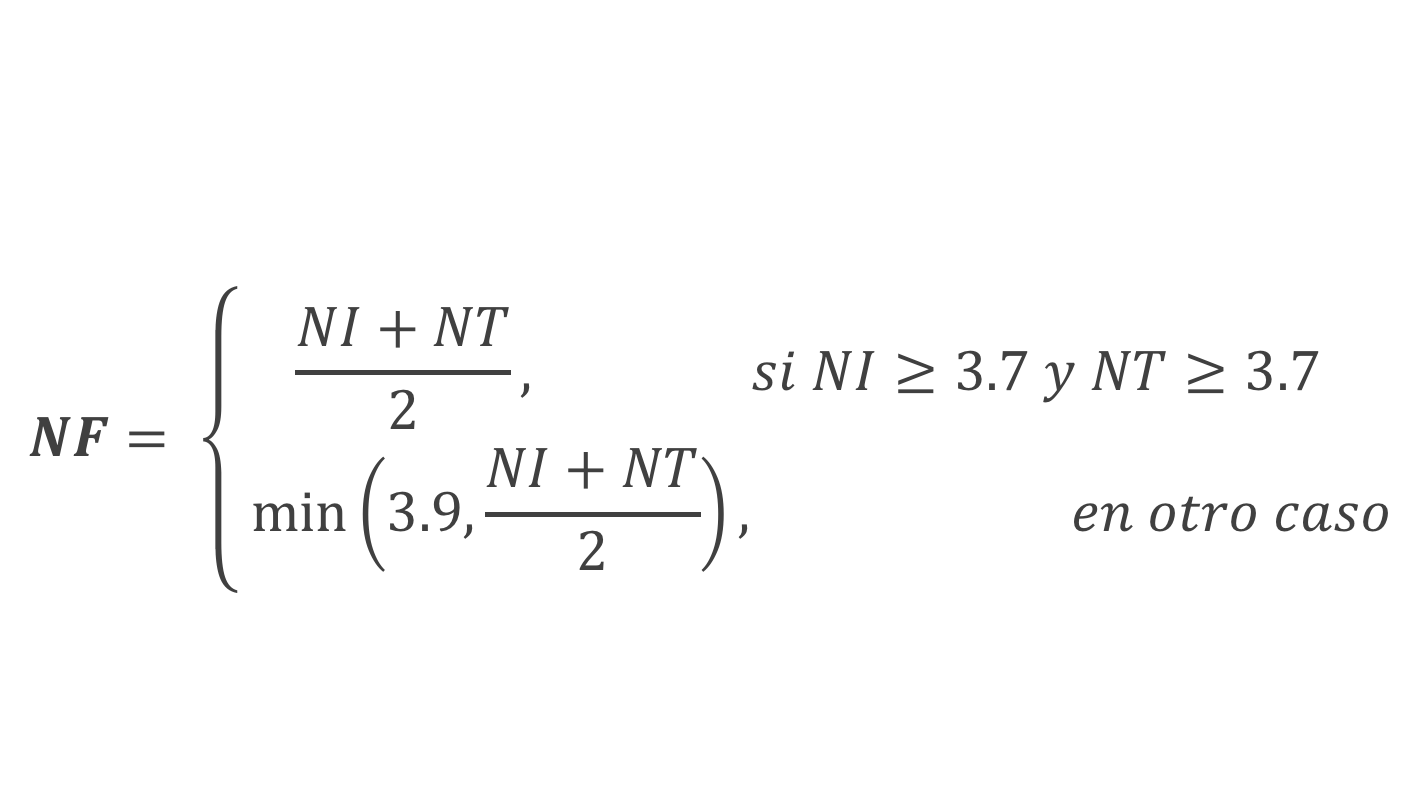 NF = { (NI + NT)/2, si NI ≥ 3.7 y NT ≥ 3.7
min(3.9, (NI + NT)/2), en otro caso